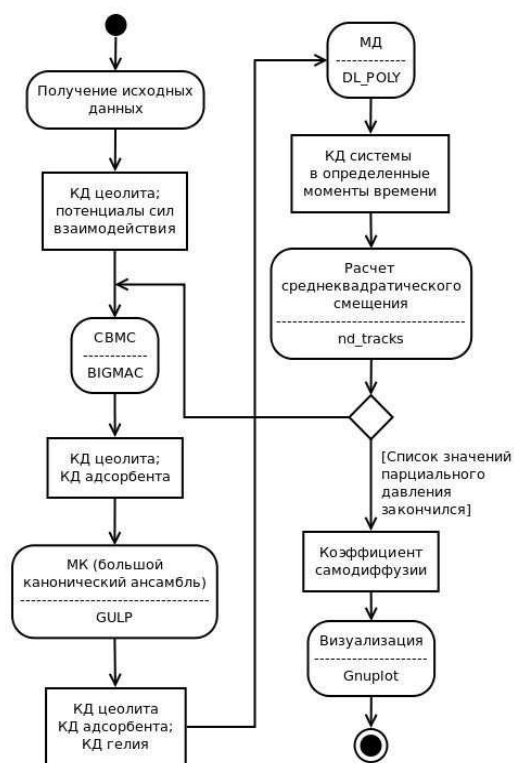 Получение исходных
данных
КД цеолита;
потенциалы сил
взаимодействия
CBMC
BIGMAC
КД цеолита;
КД адсорбента
МК (большой
канонический ансамбль)
GULP
КД цеолита
КД адсорбента;
КД гелия
МД
DL_POLY
КД системы
в определенные
моменты времени
Расчет
среднеквадратического
смещения
nd_tracks
[Список значений
парциального
давления
закончился]
Коэффициент
самодиффузии
Визуализация
Gnuplot